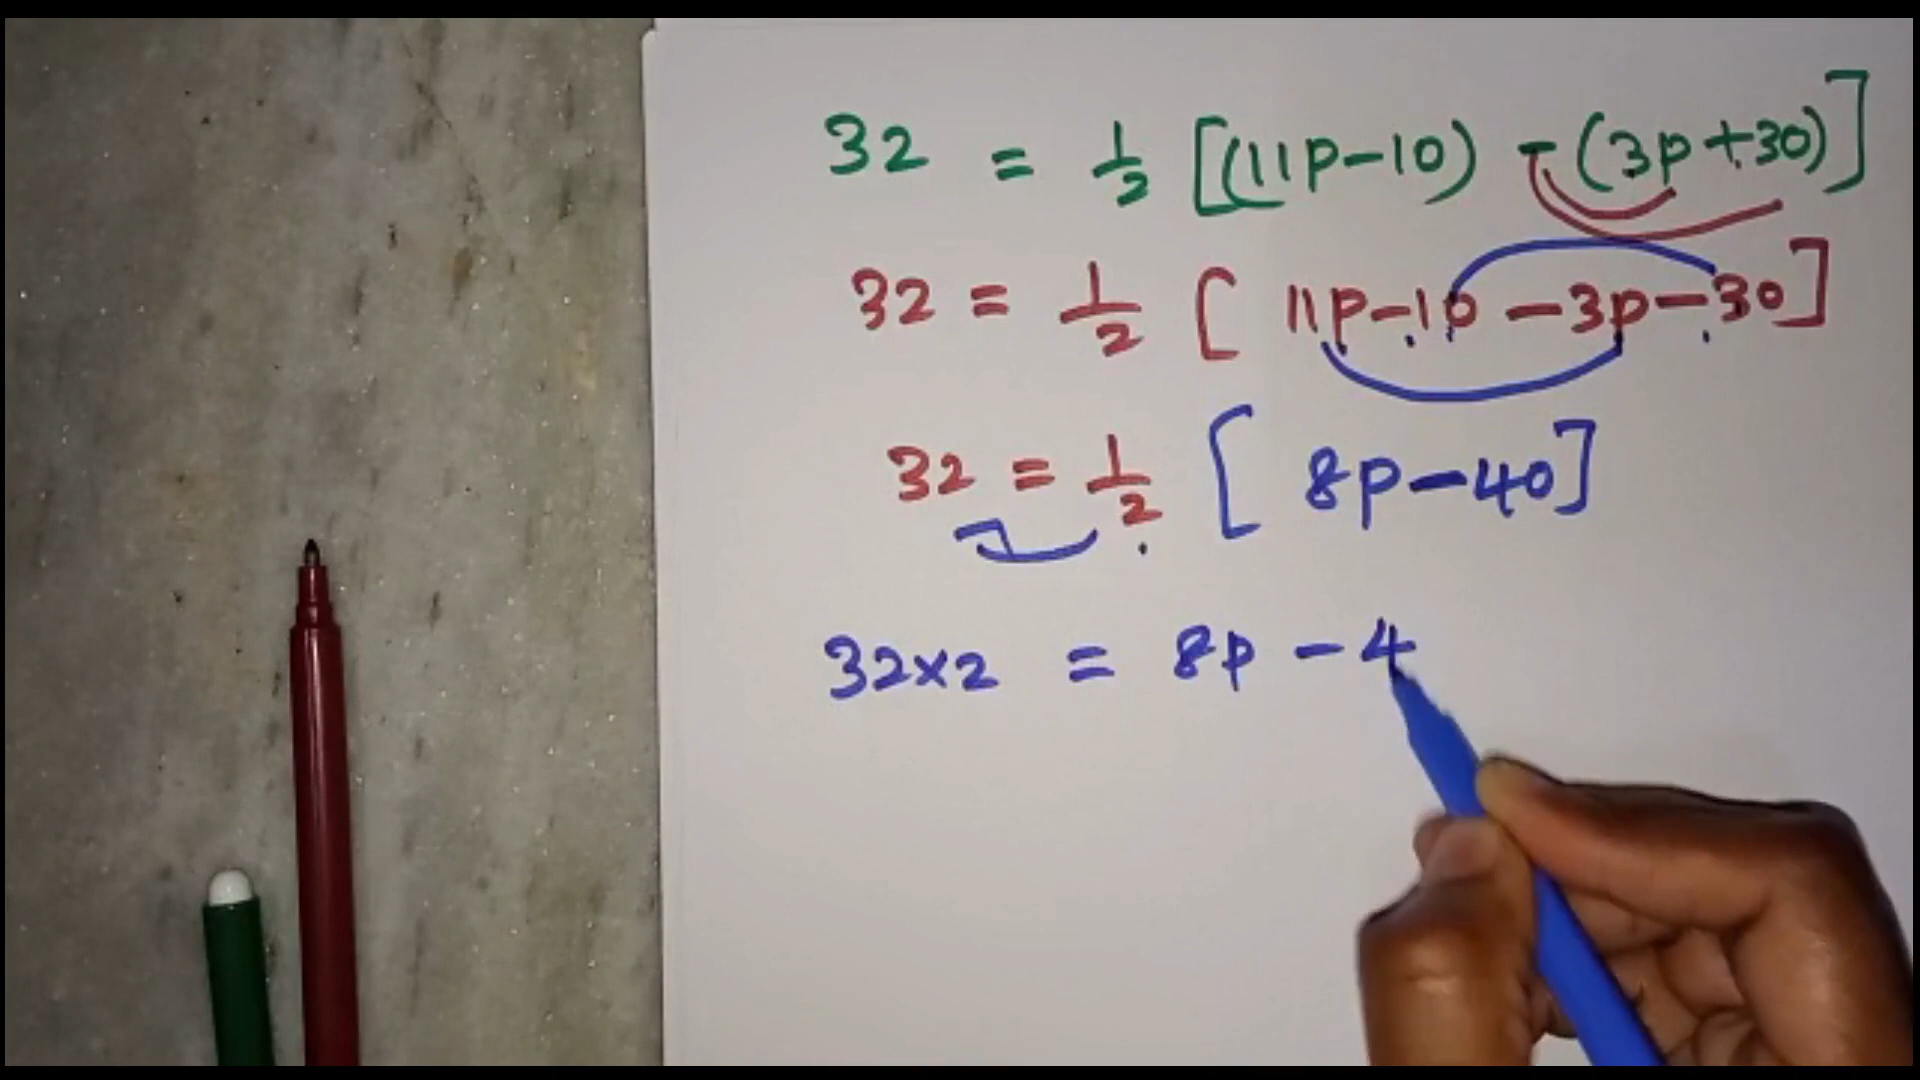 32 = 1/2 [(11p-10) - (3p+30)]
32 = 1/2 [ 11p-10 -3p-30]
32 = 1/2 [ 8p-40]
32×2 = 8p - 4